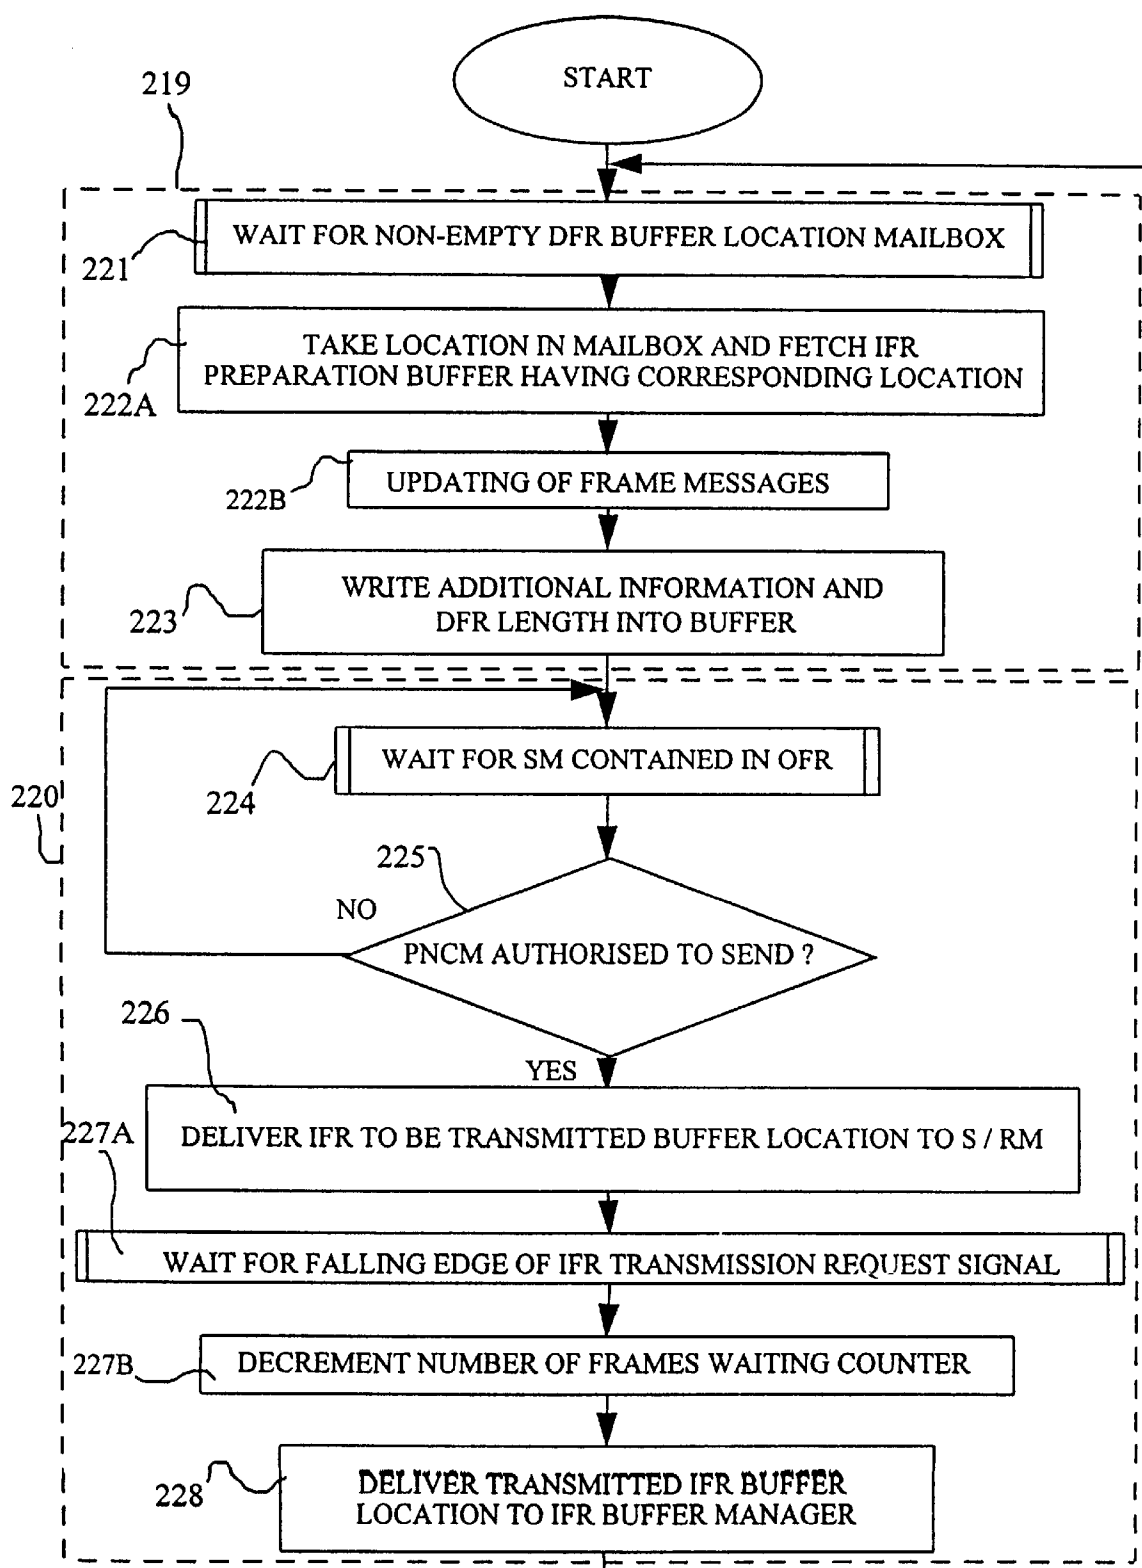 START
219
WAIT FOR NON-EMPTY DFR BUFFER LOCATION MAILBOX
221
TAKE LOCATION IN MAILBOX AND FETCH IFR
PREPARATION BUFFER HAVING CORRESPONDING LOCATION
222A
UPDATING OF FRAME MESSAGES
222B
WRITE ADDITIONAL INFORMATION AND
DFR LENGTH INTO BUFFER
223
WAIT FOR SM CONTAINED IN OFR
224
220
225
NO
PNCM AUTHORISED TO SEND ?
226
YES
227A
DELIVER IFR TO BE TRANSMITTED BUFFER LOCATION TO S / RM
WAIT FOR FALLING EDGE OF IFR TRANSMISSION REQUEST SIGNAL
DECREMENT NUMBER OF FRAMES WAITING COUNTER
227B
DELIVER TRANSMITTED IFR BUFFER
LOCATION TO IFR BUFFER MANAGER
228